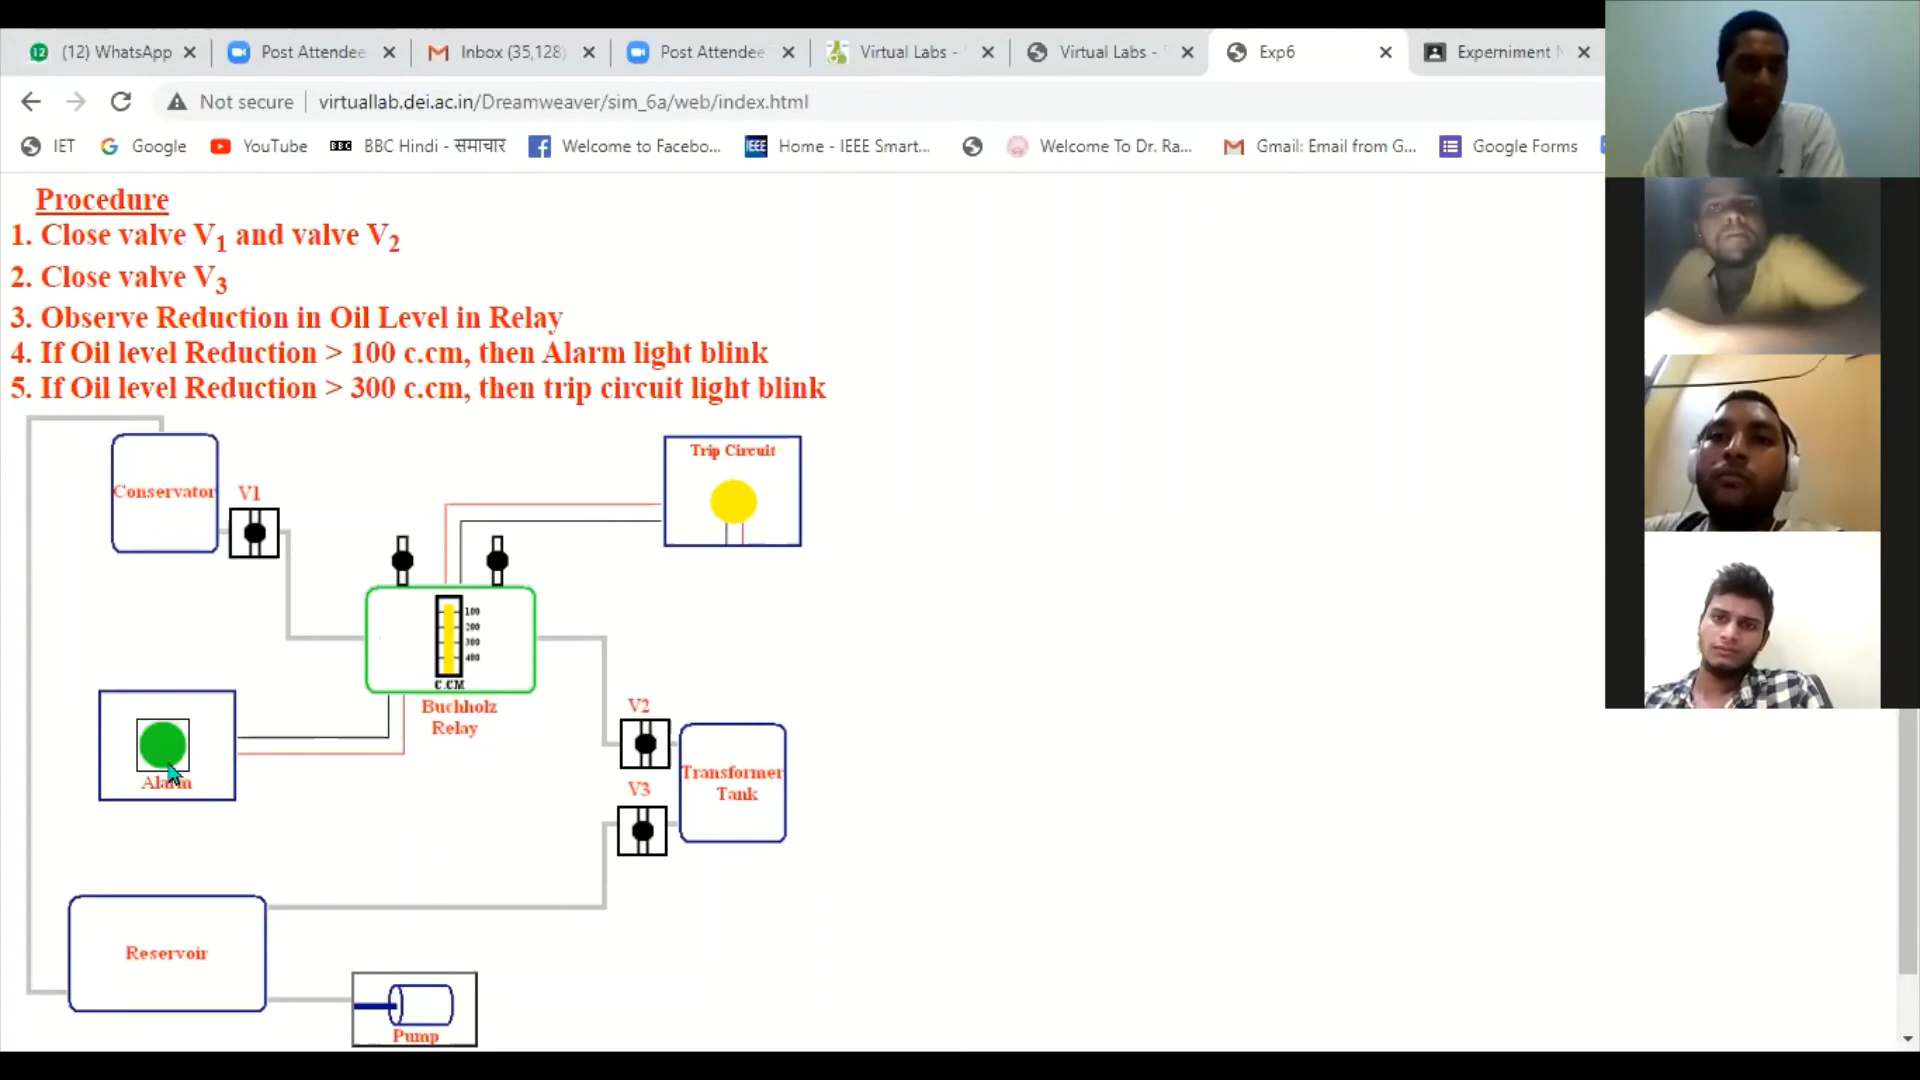 12 (12) WhatsApp
Post Attendee
Inbox (35,128)
Post Attendee
Virtual Labs -
Virtual Labs -
Exp6
Experniment
Not secure
virtuallab.dei.ac.in/Dreamweaver/sim_6a/web/index.html
IET
Google
YouTube
BBC BBC Hindi - समाचार
Welcome to Facebo...
IEEE Home - IEEE Smart...
Welcome To Dr. Ra...
Gmail: Email from G...
Google Forms
Procedure
1. Close valve V1 and valve V2
2. Close valve V3
3. Observe Reduction in Oil Level in Relay
4. If Oil level Reduction > 100 c.cm, then Alarm light blink
5. If Oil level Reduction > 300 c.cm, then trip circuit light blink
Conservator
V1
Trip Circuit
100
200
300
400
C.CM
Buchholz
Relay
V2
Transformer
Tank
V3
Alarm
Reservoir
Pump